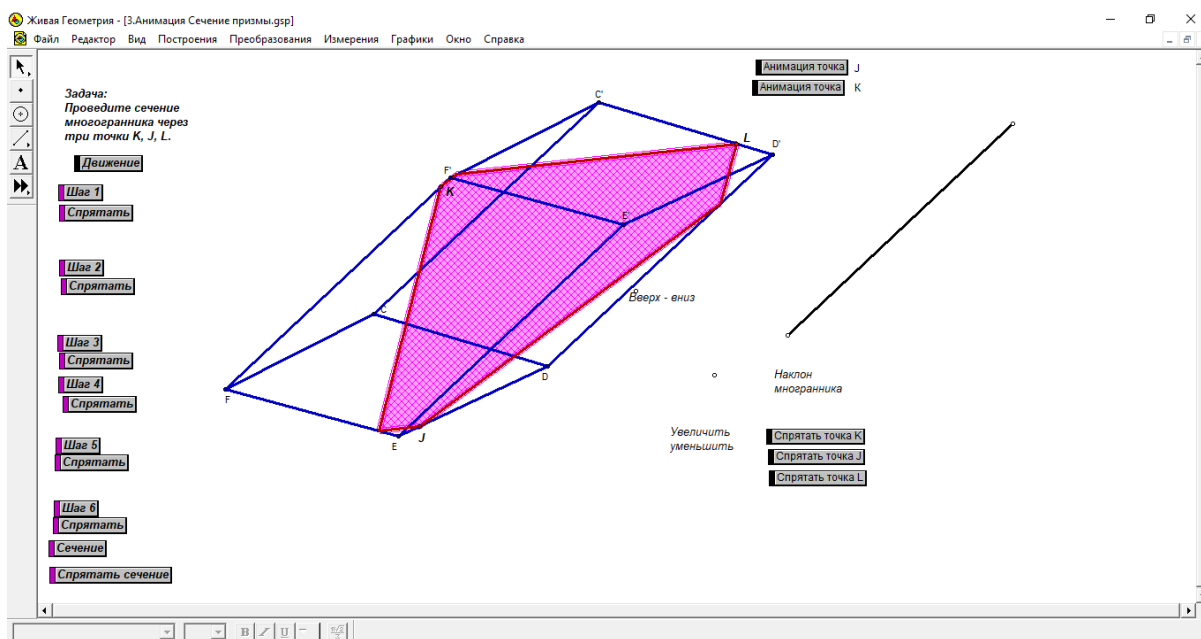 Живая Геометрия - [3.Анимация Сечение призмы.gsp]
Файл Редактор Вид Построения Преобразования Измерения Графики Окно Справка
Задача:
Проведите сечение
многогранника через
три точки K, J, L.
Движение
Шаг 1
Спрятать
Шаг 2
Спрятать
Шаг 3
Спрятать
Шаг 4
Спрятать
Шаг 5
Спрятать
Шаг 6
Спрятать
Сечение
Спрятать сечение
Анимация точка J
Анимация точка K
C'
L
D'
F'
K
E'
C
D
F
E
J
Вверх - вниз
Наклон
многранника
Увеличить
уменьшить
Спрятать точка K
Спрятать точка J
Спрятать точка L
A
B I U